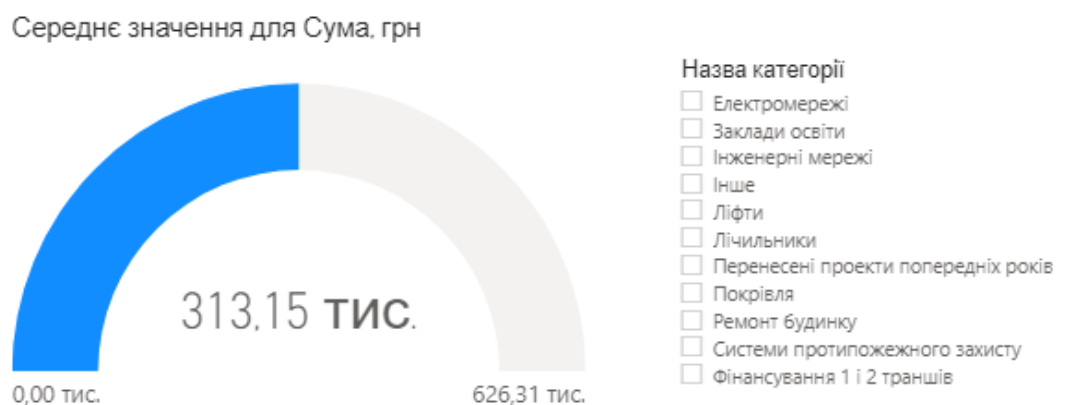 Середнє значення для Сума, грн
313,15 тис.
0,00 тис.
626,31 тис.
Назва категорії
Електромережі
Заклади освіти
Інженерні мережі
Інше
Ліфти
Лічильники
Перенесені проекти попередніх років
Покрівля
Ремонт будинку
Системи протипожежного захисту
Фінансування 1 і 2 траншів